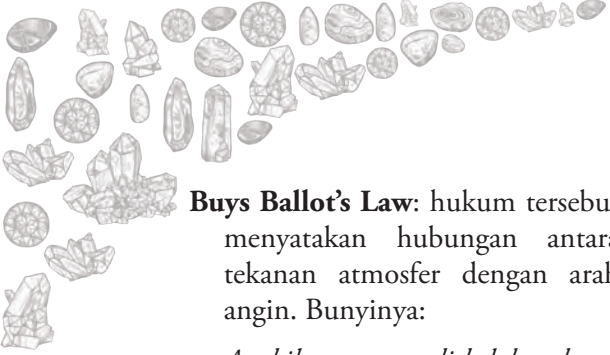 Buys Ballot's Law: hukum tersebut
menyatakan hubungan antara
tekanan atmosfer dengan arah
angin. Bunyinya: